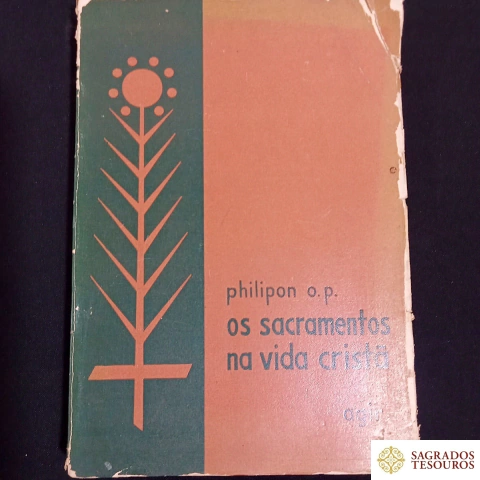 philipon o.p.
os sacramentos
na vida cristã
agir
SAGRADOS
TESOUROS